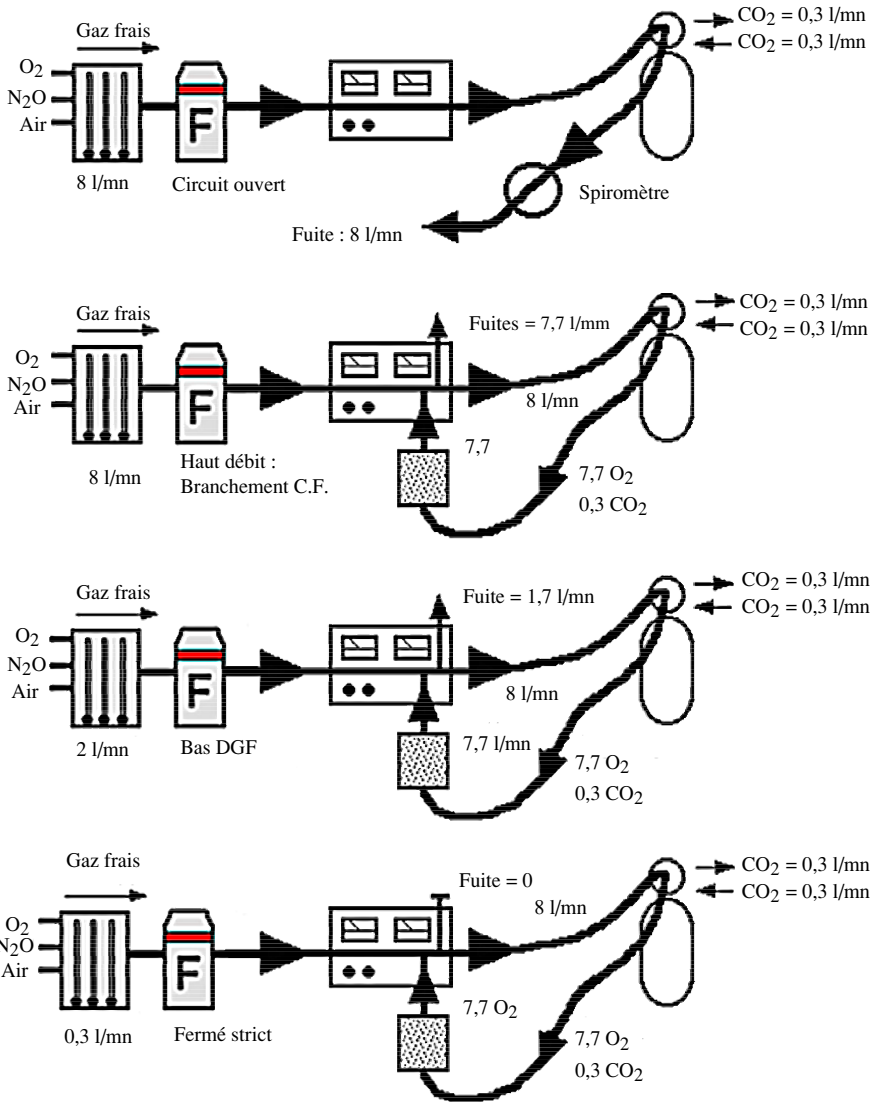 Gaz frais
CO2 = 0,3 l/mn
CO2 = 0,3 l/mn
O2
N2O
Air
F
8 l/mn
Circuit ouvert
Spiromètre
Fuite : 8 l/mn
Gaz frais
CO2 = 0,3 l/mn
CO2 = 0,3 l/mn
Fuites = 7,7 l/mm
O2
N2O
Air
F
8 l/mn
8 l/mn
Haut débit :
Branchement C.F.
7,7
7,7 O2
0,3 CO2
Gaz frais
CO2 = 0,3 l/mn
CO2 = 0,3 l/mn
Fuite = 1,7 l/mn
O2
N2O
Air
F
8 l/mn
2 l/mn
Bas DGF
7,7 l/mn
7,7 O2
0,3 CO2
Gaz frais
CO2 = 0,3 l/mn
CO2 = 0,3 l/mn
Fuite = 0
8 l/mn
O2
N2O
Air
F
0,3 l/mn
Fermé strict
7,7 O2
7,7 O2
0,3 CO2